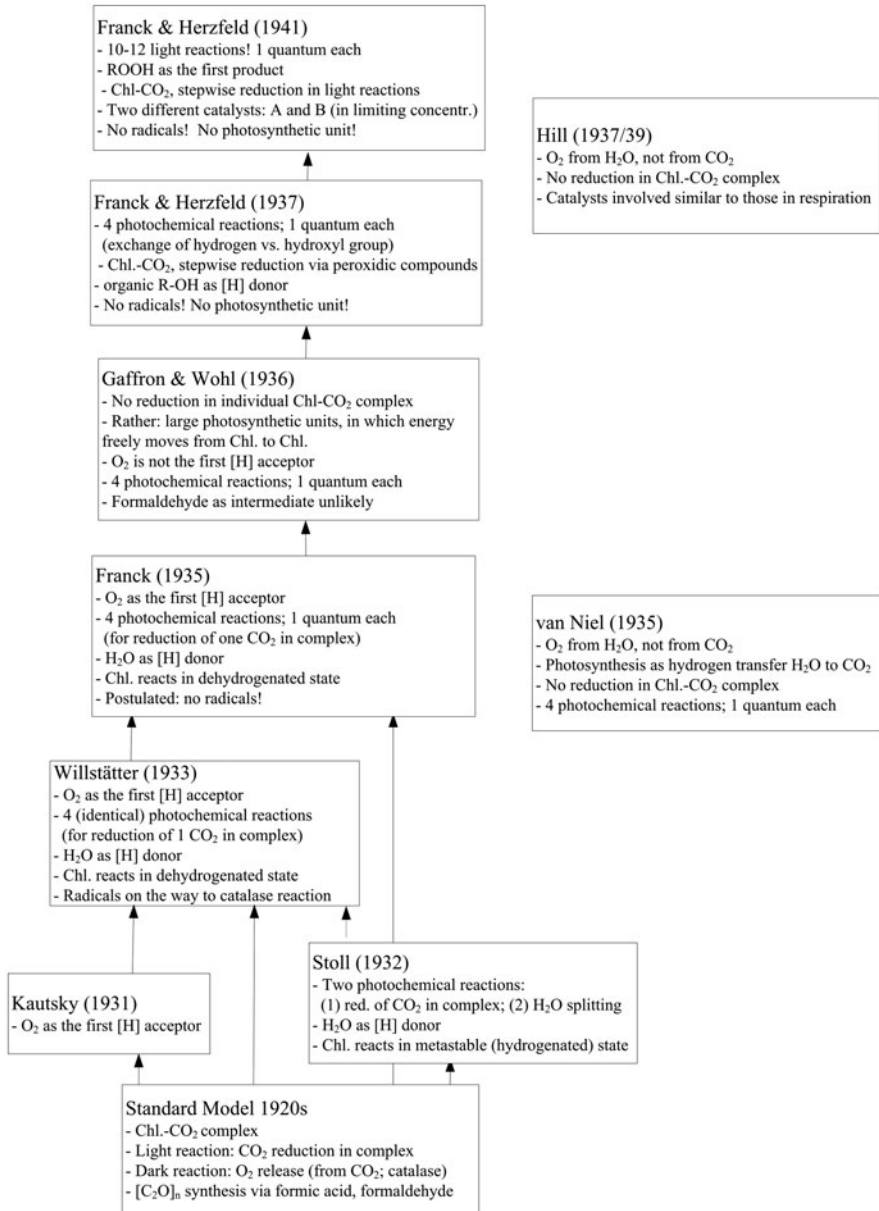 Franck & Herzfeld (1941)
- 10-12 light reactions! 1 quantum each
- ROOH as the first product
- Chl-CO₂, stepwise reduction in light reactions
- Two different catalysts: A and B (in limiting concentr.)
- No radicals! No photosynthetic unit!
Hill (1937/39)
- O₂ from H₂O, not from CO₂
- No reduction in Chl.-CO₂ complex
- Catalysts involved similar to those in respiration
Franck & Herzfeld (1937)
- 4 photochemical reactions; 1 quantum each
(exchange of hydrogen vs. hydroxyl group)
- Chl.-CO₂, stepwise reduction via peroxidic compounds
- organic R-OH as [H] donor
- No radicals! No photosynthetic unit!
Gaffron & Wohl (1936)
- No reduction in individual Chl-CO₂ complex
- Rather: large photosynthetic units, in which energy
freely moves from Chl. to Chl.
- O₂ is not the first [H] acceptor
- 4 photochemical reactions; 1 quantum each
- Formaldehyde as intermediate unlikely
Franck (1935)
- O₂ as the first [H] acceptor
- 4 photochemical reactions; 1 quantum each
(for reduction of one CO₂ in complex)
- H₂O as [H] donor
- Chl. reacts in dehydrogenated state
- Postulated: no radicals!
van Niel (1935)
- O₂ from H₂O, not from CO₂
- Photosynthesis as hydrogen transfer H₂O to CO₂
- No reduction in Chl.-CO₂ complex
- 4 photochemical reactions; 1 quantum each
Willstätter (1933)
- O₂ as the first [H] acceptor
- 4 (identical) photochemical reactions
(for reduction of 1 CO₂ in complex)
- H₂O as [H] donor
- Chl. reacts in dehydrogenated state
- Radicals on the way to catalase reaction
Stoll (1932)
- Two photochemical reactions:
(1) red. of CO₂ in complex; (2) H₂O splitting
- H₂O as [H] donor
- Chl. reacts in metastable (hydrogenated) state
Kautsky (1931)
- O₂ as the first [H] acceptor
Standard Model 1920s
- Chl.-CO₂ complex
- Light reaction: CO₂ reduction in complex
- Dark reaction: O₂ release (from CO₂; catalase)
- [C₂O]ₙ synthesis via formic acid, formaldehyde